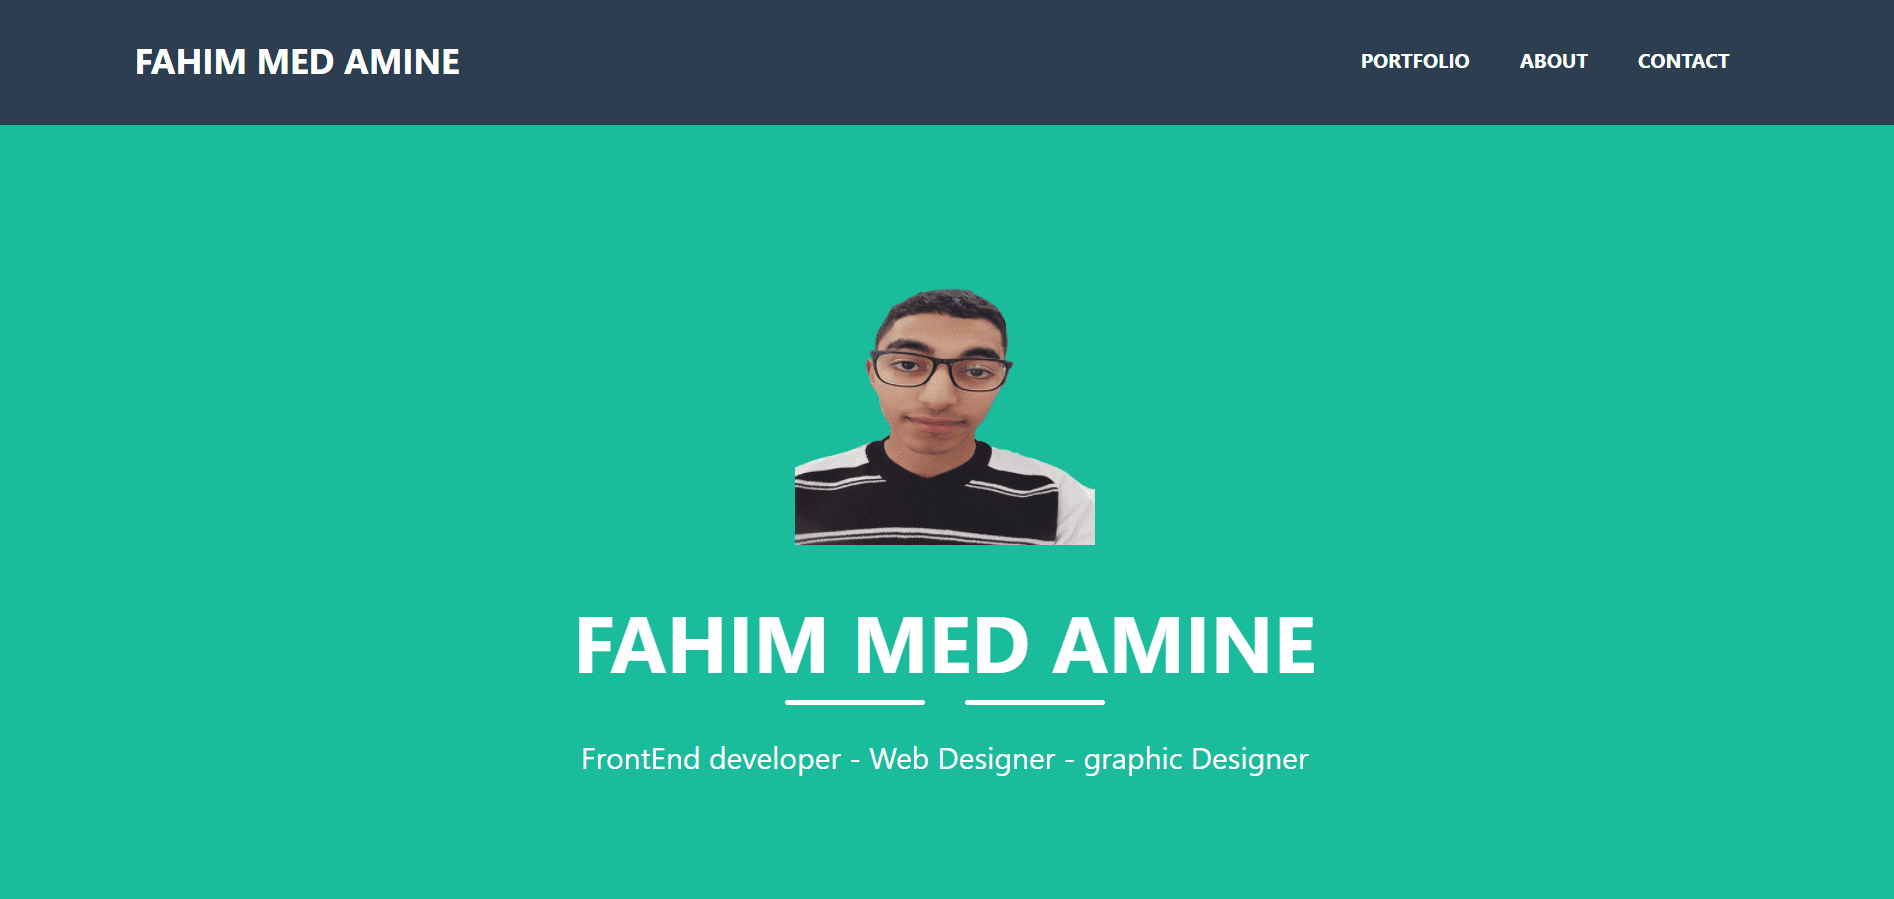 FAHIM MED AMINE
PORTFOLIO ABOUT CONTACT
FAHIM MED AMINE
FrontEnd developer - Web Designer - graphic Designer